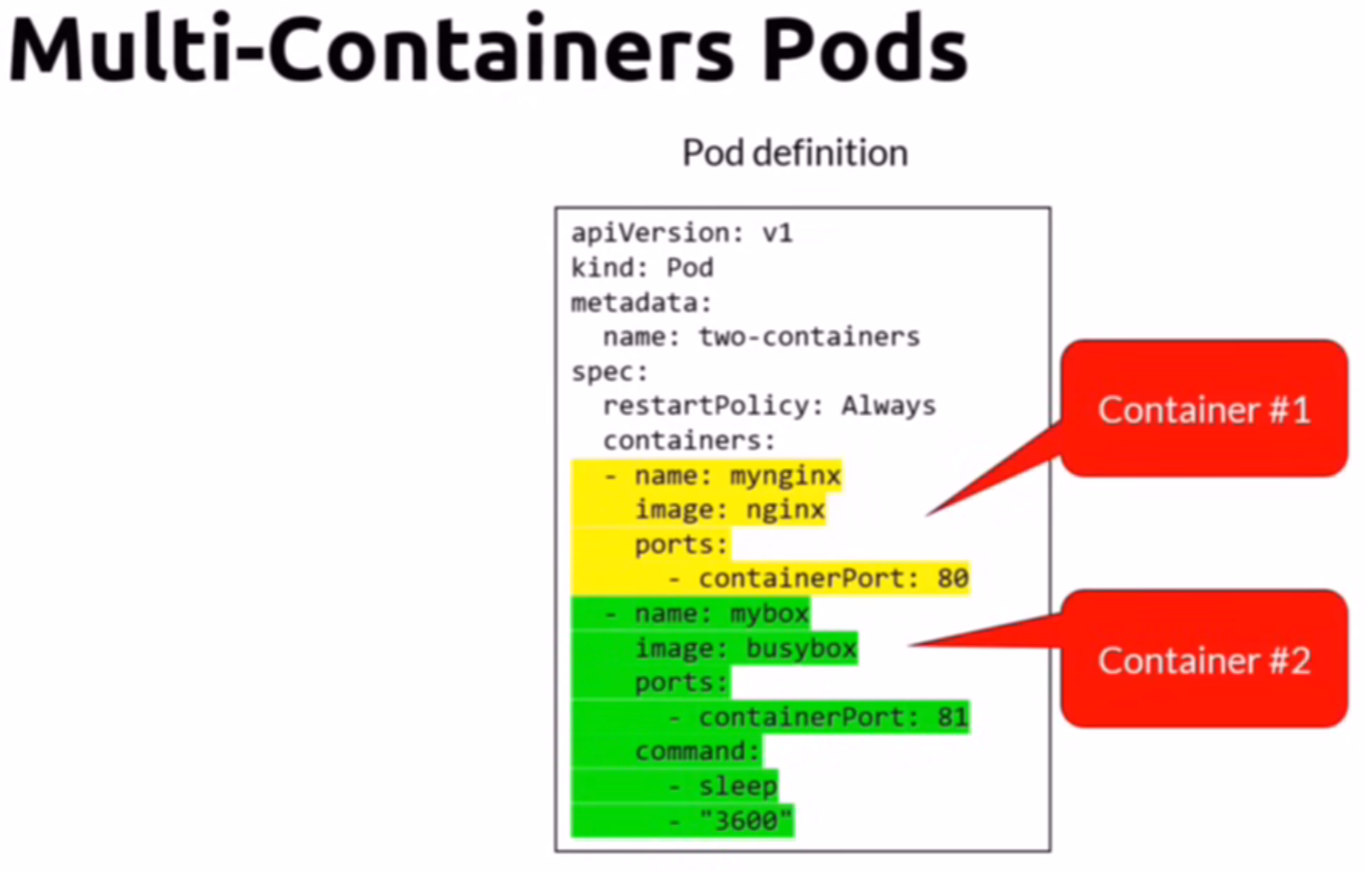 Multi-Containers Pods
Pod definition
apiVersion: v1
kind: Pod
metadata:
  name: two-containers
spec:
  restartPolicy: Always
  containers:
  - name: mynginx
    image: nginx
    ports:
      - containerPort: 80
  - name: mybox
    image: busybox
    ports:
      - containerPort: 81
    command:
      - sleep
      - "3600"
Container #1
Container #2